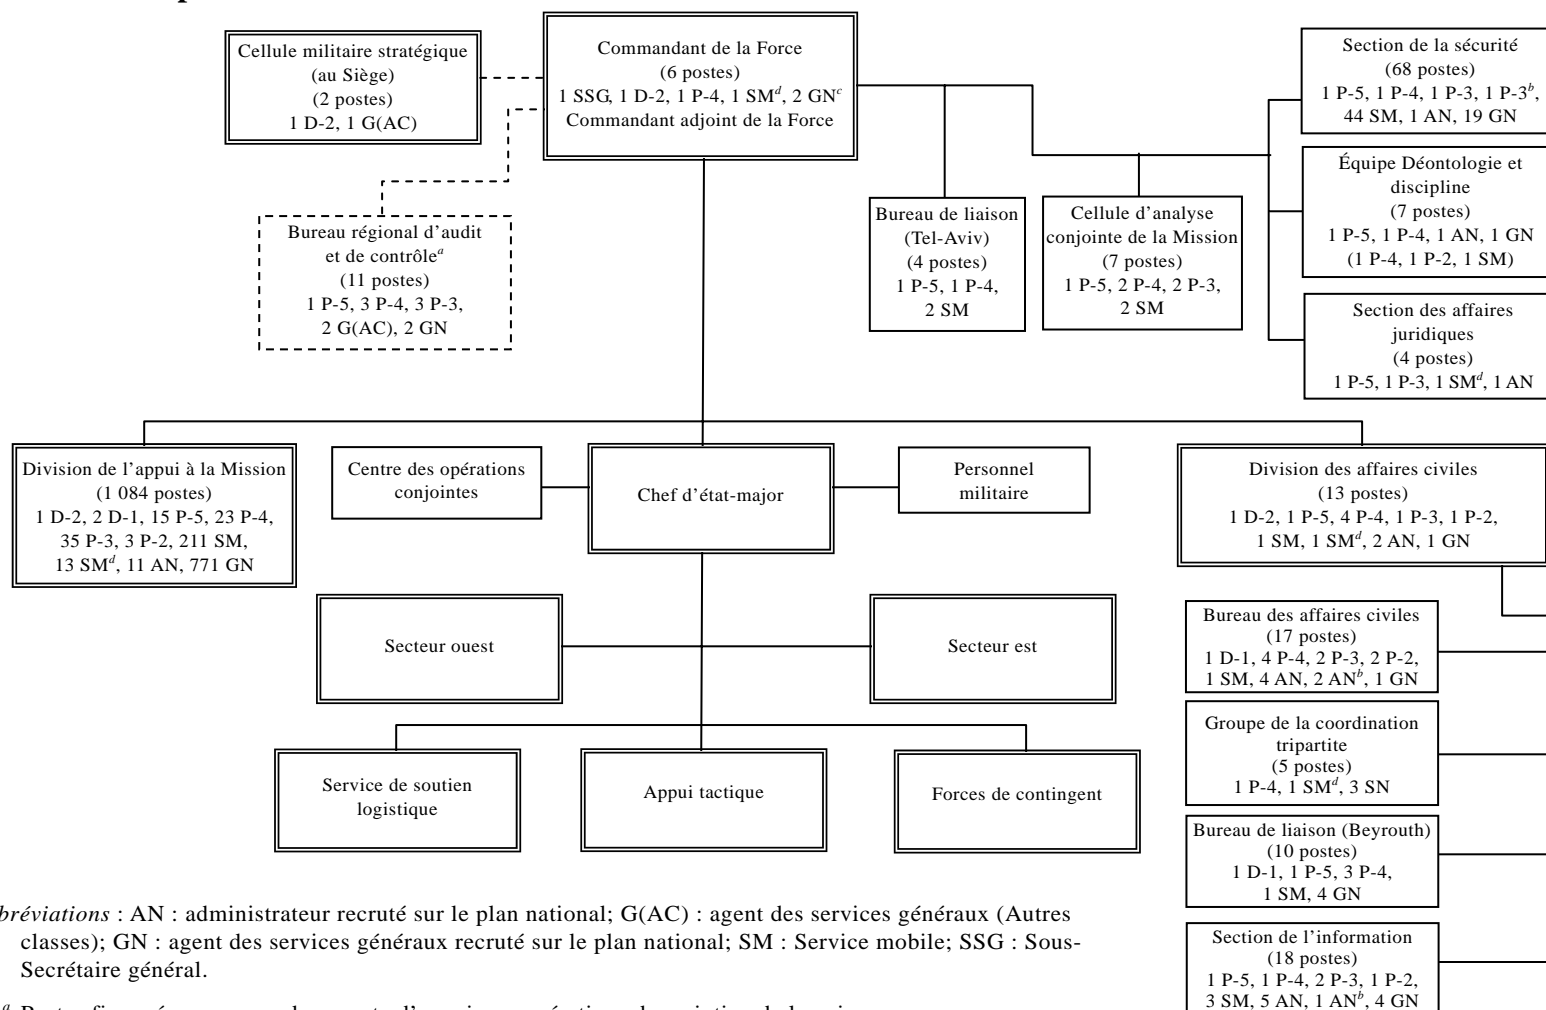 Cellule militaire stratégique
(au Siège)
(2 postes)
1 D-2, 1 G(AC)
Commandant de la Force
(6 postes)
1 SSG, 1 D-2, 1 P-4, 1 SMd, 2 GNc
Commandant adjoint de la Force
Section de la sécurité
(68 postes)
1 P-5, 1 P-4, 1 P-3, 1 P-3b,
44 SM, 1 AN, 19 GN
Équipe Déontologie et
discipline
(7 postes)
1 P-5, 1 P-4, 1 AN, 1 GN
(1 P-4, 1 P-2, 1 SM)
Bureau régional d’audit
et de contrôlea
(11 postes)
1 P-5, 3 P-4, 3 P-3,
2 G(AC), 2 GN
Bureau de liaison
(Tel-Aviv)
(4 postes)
1 P-5, 1 P-4,
2 SM
Cellule d’analyse
conjointe de la Mission
(7 postes)
1 P-5, 2 P-4, 2 P-3,
2 SM
Section des affaires
juridiques
(4 postes)
1 P-5, 1 P-3, 1 SMd, 1 AN
Division de l’appui à la Mission
(1 084 postes)
1 D-2, 2 D-1, 15 P-5, 23 P-4,
35 P-3, 3 P-2, 211 SM,
13 SMd, 11 AN, 771 GN
Centre des opérations
conjointes
Chef d’état-major
Personnel
militaire
Division des affaires civiles
(13 postes)
1 D-2, 1 P-5, 4 P-4, 1 P-3, 1 P-2,
1 SM, 1 SMd, 2 AN, 1 GN
Secteur ouest
Secteur est
Bureau des affaires civiles
(17 postes)
1 D-1, 4 P-4, 2 P-3, 2 P-2,
1 SM, 4 AN, 2 ANb, 1 GN
Groupe de la coordination
tripartite
(5 postes)
1 P-4, 1 SMd, 3 SN
Service de soutien
logistique
Appui tactique
Forces de contingent
Bureau de liaison (Beyrouth)
(10 postes)
1 D-1, 1 P-5, 3 P-4,
1 SM, 4 GN
Section de l’information
(18 postes)
1 P-5, 1 P-4, 2 P-3, 1 P-2,
3 SM, 5 AN, 1 ANb, 4 GN
bréviations : AN : administrateur recruté sur le plan national; G(AC) : agent des services généraux (Autres
classes); GN : agent des services généraux recruté sur le plan national; SM : Service mobile; SSG : Sous-
Secrétaire général.
a